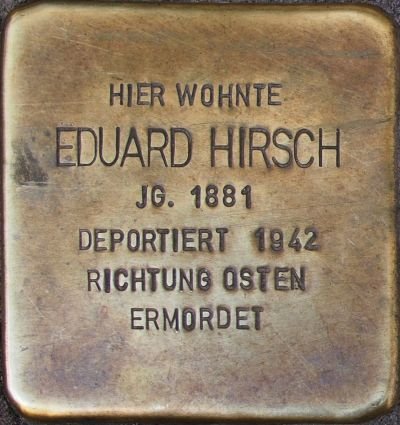 HIER WOHNTE
EDUARD HIRSCH
JG. 1881
DEPORTIERT 1942
RICHTUNG OSTEN
ERMORDET